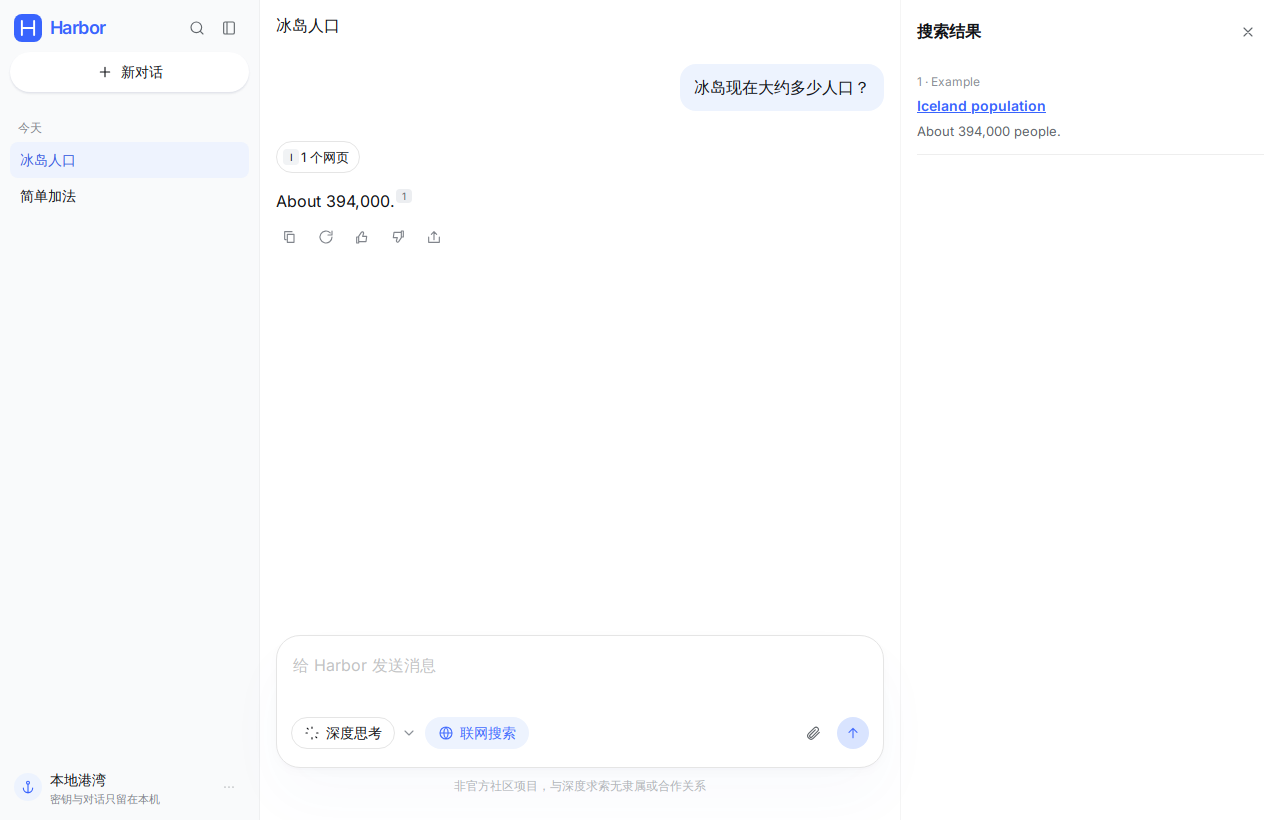 Harbor
新对话
今天
冰岛人口
简单加法
本地港湾
密钥与对话只留在本机
冰岛人口
冰岛现在大约多少人口？
I 1 个网页
About 394,000. 1
给 Harbor 发送消息
深度思考
联网搜索
非官方社区项目，与深度求索无隶属或合作关系
搜索结果
1 · Example
Iceland population
About 394,000 people.